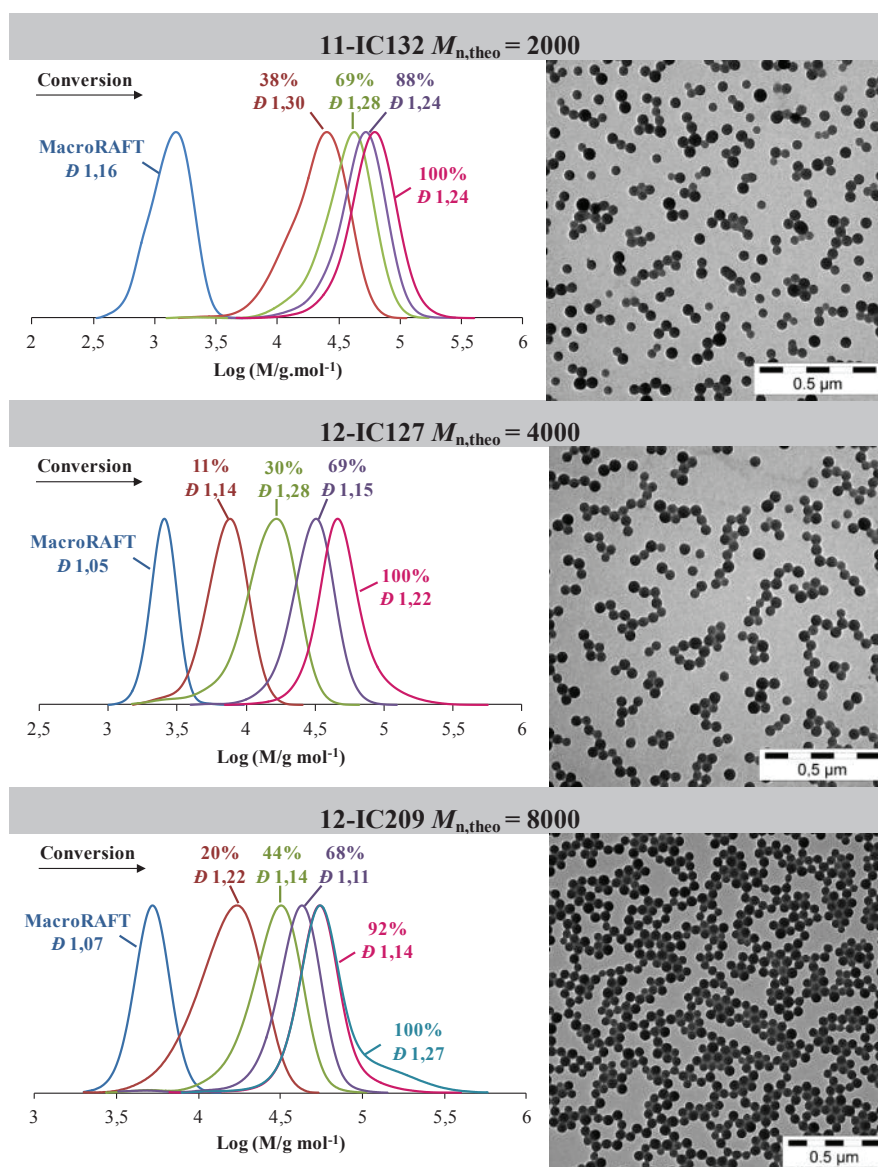 11-IC132 Mn,theo = 2000
Conversion
38%
Đ 1,30
69%
Đ 1,28
88%
Đ 1,24
MacroRAFT
Đ 1,16
100%
Đ 1,24
2 2,5 3 3,5 4 4,5 5 5,5 6
Log (M/g.mol-1)
0.5 µm
12-IC127 Mn,theo = 4000
Conversion
11%
Đ 1,14
30%
Đ 1,28
69%
Đ 1,15
MacroRAFT
Đ 1,05
100%
Đ 1,22
2,5 3 3,5 4 4,5 5 5,5 6
Log (M/g mol-1)
0,5 µm
12-IC209 Mn,theo = 8000
Conversion
20%
Đ 1,22
44%
Đ 1,14
68%
Đ 1,11
MacroRAFT
Đ 1,07
92%
Đ 1,14
100%
Đ 1,27
3 3,5 4 4,5 5 5,5 6
Log (M/g mol-1)
0.5 µm